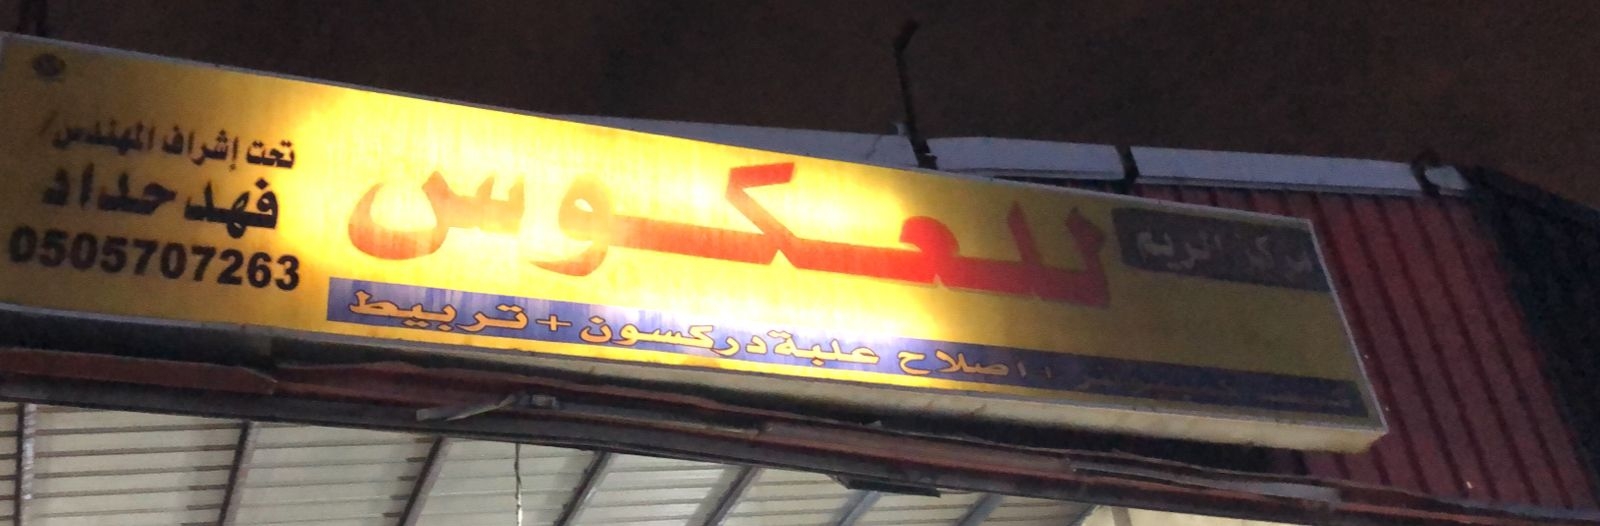 مركز الريم
للعكوس
اصلاح علبة دركسون + تربيط
تحت إشراف المهندس/
فهد حداد
0505707263